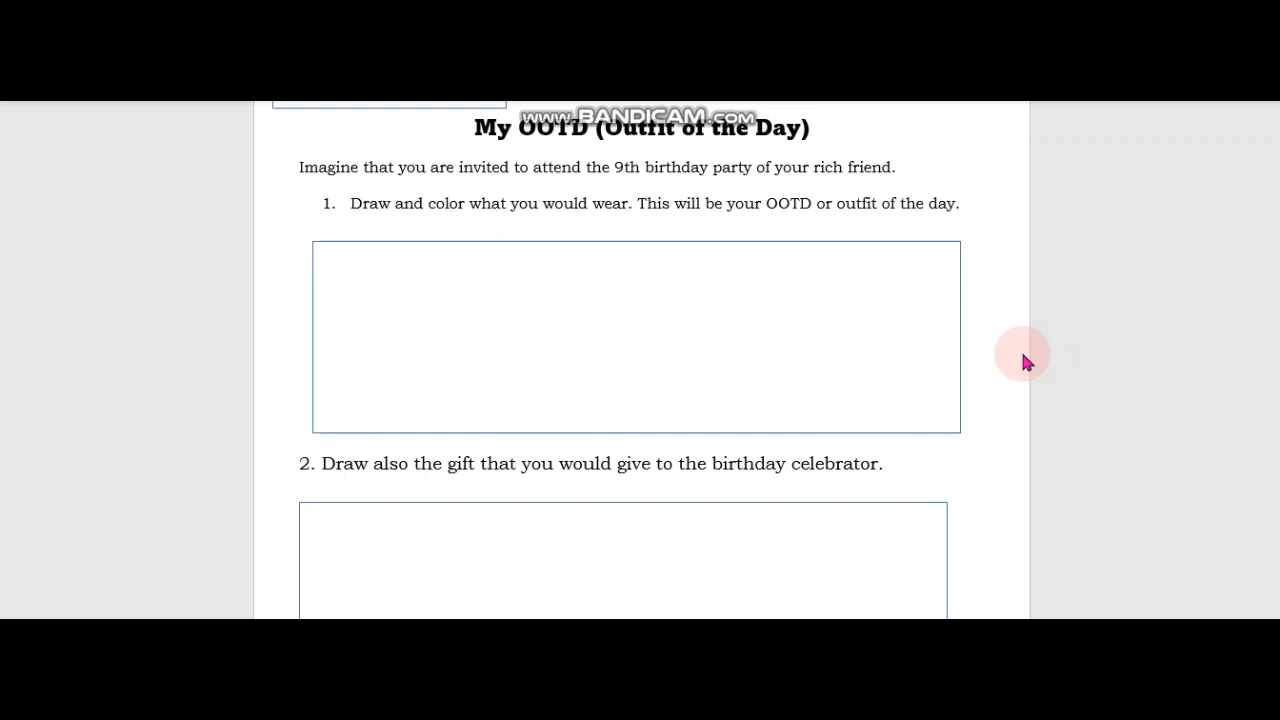 www.BANDICAM.com
My OOTD (Outfit of the Day)
Imagine that you are invited to attend the 9th birthday party of your rich friend.
1. Draw and color what you would wear. This will be your OOTD or outfit of the day.
2. Draw also the gift that you would give to the birthday celebrator.